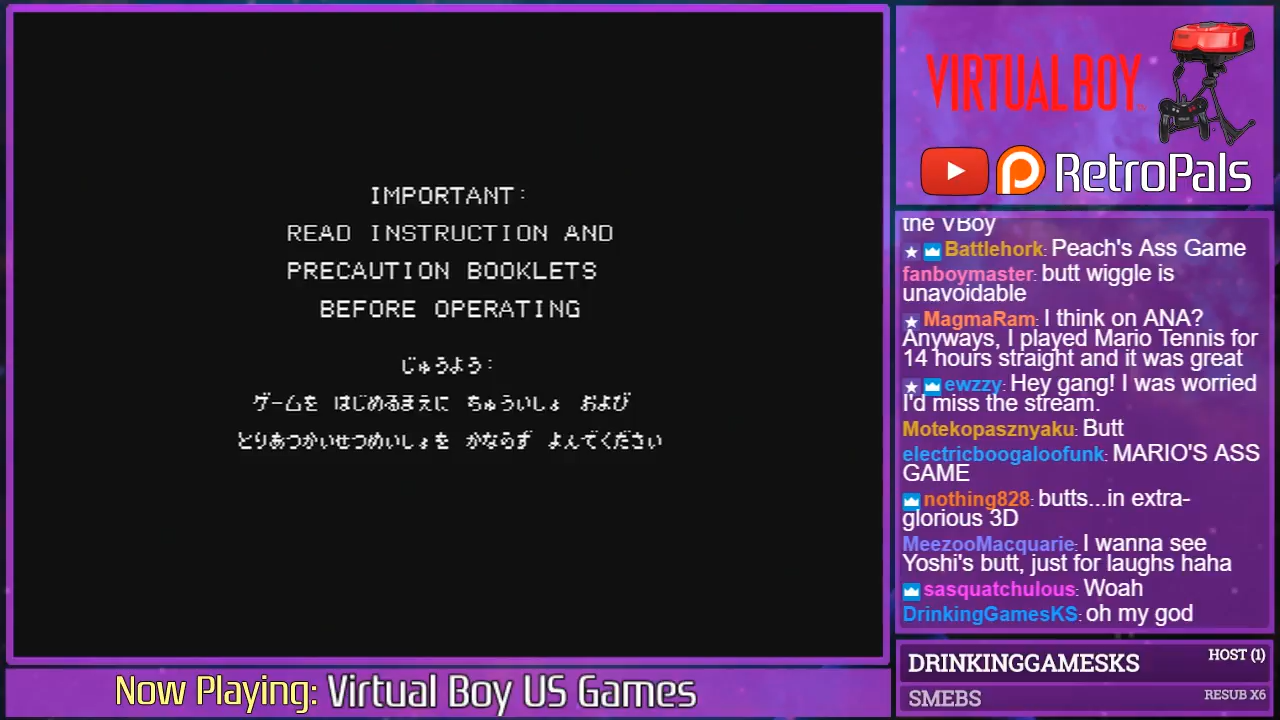 IMPORTANT:
READ INSTRUCTION AND
PRECAUTION BOOKLETS
BEFORE OPERATING
じゅうよう:
ゲームを はじめるまえに ちゅういしょ および
とりあつかいせつめいしょを かならず よんでください
Now Playing: Virtual Boy US Games
VIRTUAL BOY
RetroPals
the VBoy
Battlehork: Peach's Ass Game
fanboymaster: butt wiggle is
unavoidable
MagmaRam: I think on ANA?
Anyways, I played Mario Tennis for
14 hours straight and it was great
ewzzy: Hey gang! I was worried
I'd miss the stream.
Motekopasznyaku: Butt
electricboogaloofunk: MARIO'S ASS
GAME
nothing828: butts...in extra-
glorious 3D
MeezooMacquarie: I wanna see
Yoshi's butt, just for laughs haha
sasquatchulous: Woah
DrinkingGamesKS: oh my god
DRINKINGGAMESKS HOST (1)
SMEBS RESUB X6